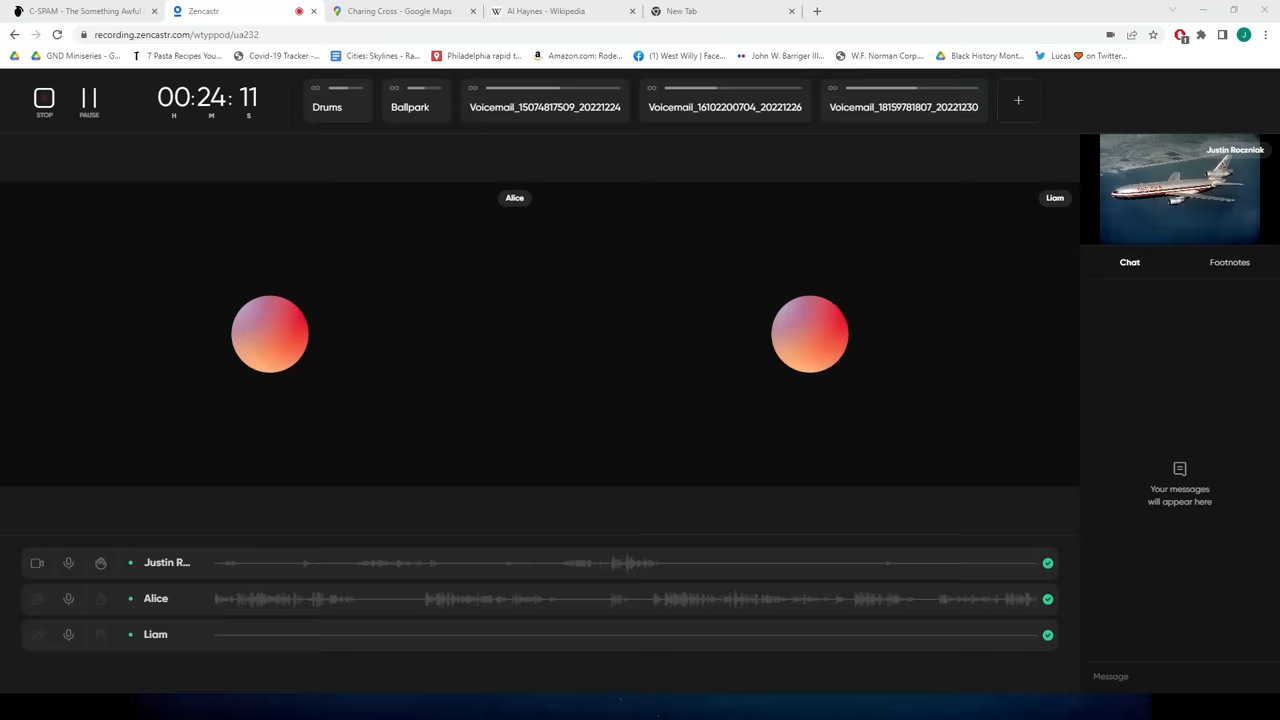 C-SPAM - The Something Awful
Zencastr
Charing Cross - Google Maps
Al Haynes - Wikipedia
New Tab
recording.zencastr.com/wtyppod/ua232
GND Miniseries - G...
7 Pasta Recipes You...
Covid-19 Tracker -...
Cities: Skylines - Ra...
Philadelphia rapid t...
Amazon.com: Rode...
(1) West Willy | Face...
John W. Barriger III...
W.F. Norman Corp....
Black History Mont...
Lucas 🧡 on Twitter...
STOP
PAUSE
00:24: 11
H M S
Drums
Ballpark
Voicemail_15074817509_20221224
Voicemail_16102200704_20221226
Voicemail_18159781807_20221230
Justin Roczniak
Alice
Liam
Chat
Footnotes
Your messages
will appear here
Justin R...
Alice
Liam
Message